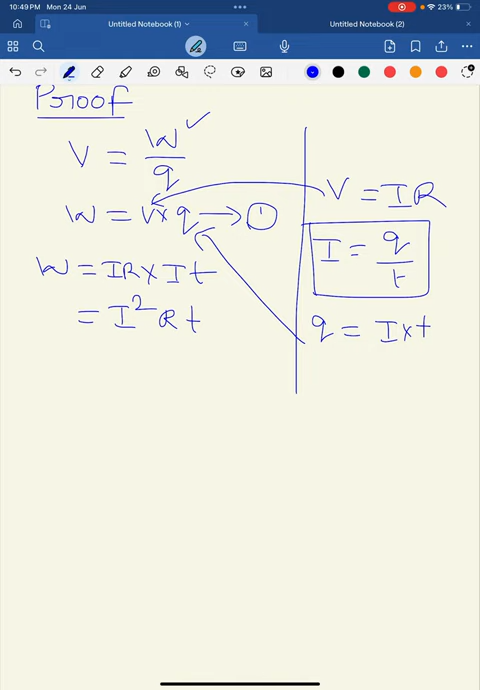 10:49 PM Mon 24 Jun
23%
Untitled Notebook (1)
Untitled Notebook (2)
Proof
V = W/q ✓
W = V×q → ①
W = IR × It
= I²Rt
V = IR
I = q/t
q = I×t